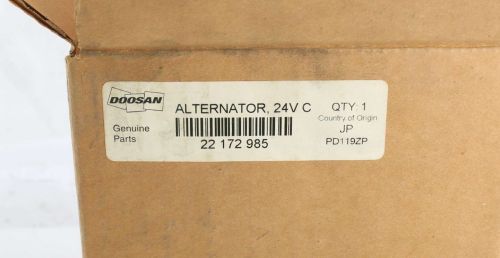 DOOSAN
Genuine
Parts
ALTERNATOR, 24V C
22 172 985
QTY: 1
Country of Origin
JP
PD119ZP